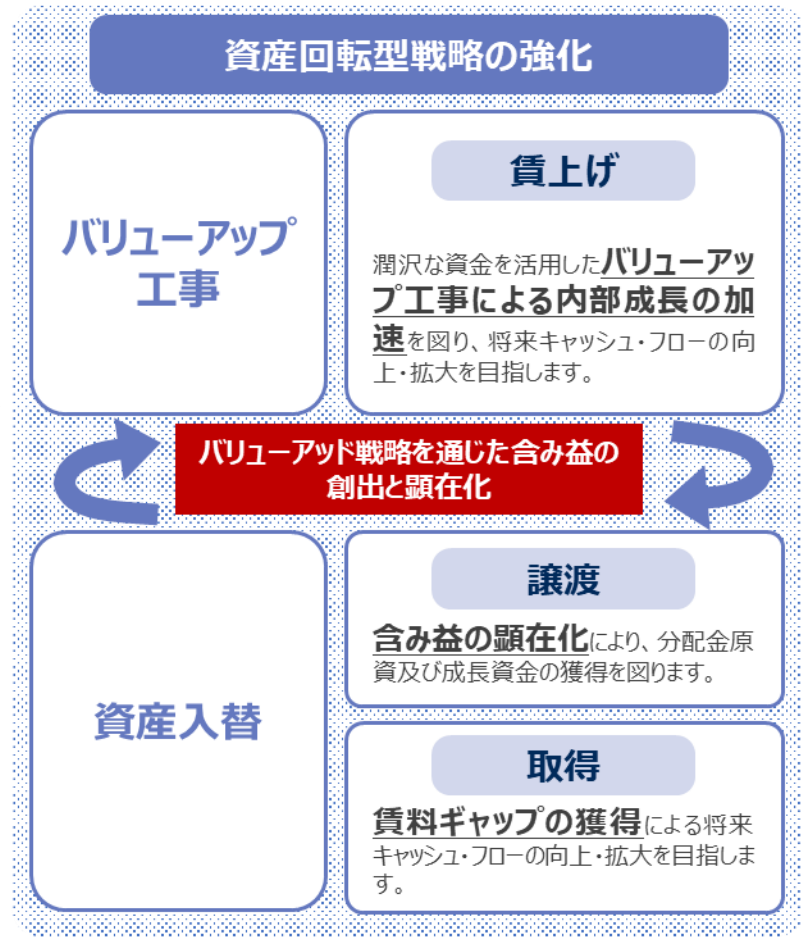 資産回転型戦略の強化
バリューアップ
工事
賃上げ
潤沢な資金を活用したバリューアッ
プ工事による内部成長の加
速を図り、将来キャッシュ・フローの向
上・拡大を目指します。
バリューアッド戦略を通じた含み益の
創出と顕在化
資産入替
譲渡
含み益の顕在化により、分配金原
資及び成長資金の獲得を図ります。
取得
賃料ギャップの獲得による将来
キャッシュ・フローの向上・拡大を目指しま
す。